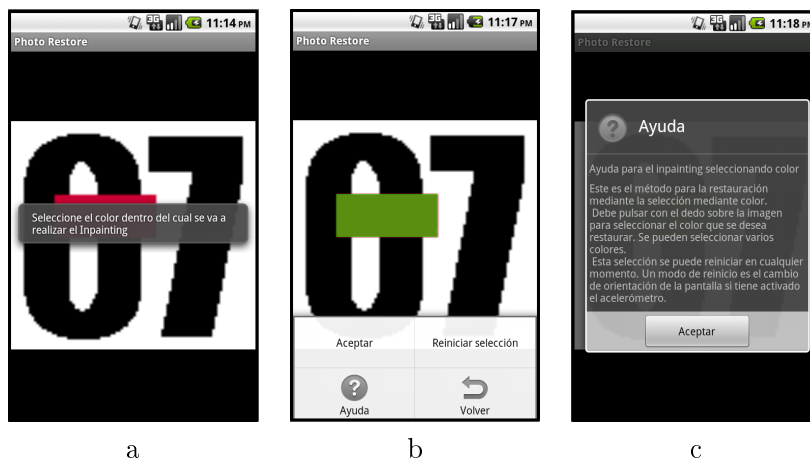 3G 11:14 PM
Photo Restore
07
Seleccione el color dentro del cual se va a
realizar el Inpainting
a
3G 11:17 PM
Photo Restore
07
Aceptar Reiniciar selección
Ayuda Volver
b
3G 11:18 PM
Photo Restore
Ayuda
Ayuda para el inpainting seleccionando color
Este es el método para la restauración
mediante la selección mediante color.
Debe pulsar con el dedo sobre la imagen
para seleccionar el color que se desea
restaurar. Se pueden seleccionar varios
colores.
Esta selección se puede reiniciar en cualquier
momento. Un modo de reinicio es el cambio
de orientación de la pantalla si tiene activado
el acelerómetro.
Aceptar
c